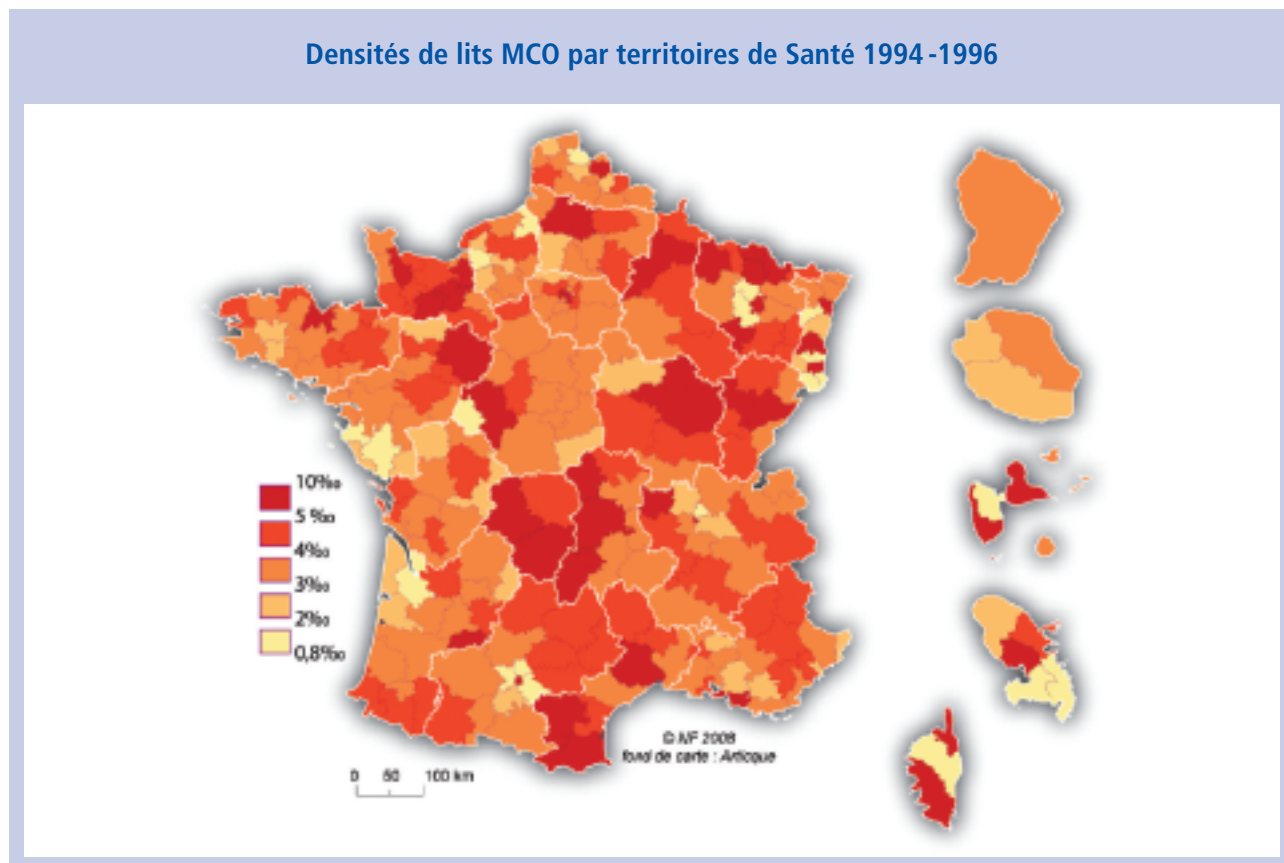 Densités de lits MCO par territoires de Santé 1994 -1996
10‰
5 ‰
4‰
3‰
2‰
0,8‰
© NF 2008
fond de carte : Articque
0 50 100 km